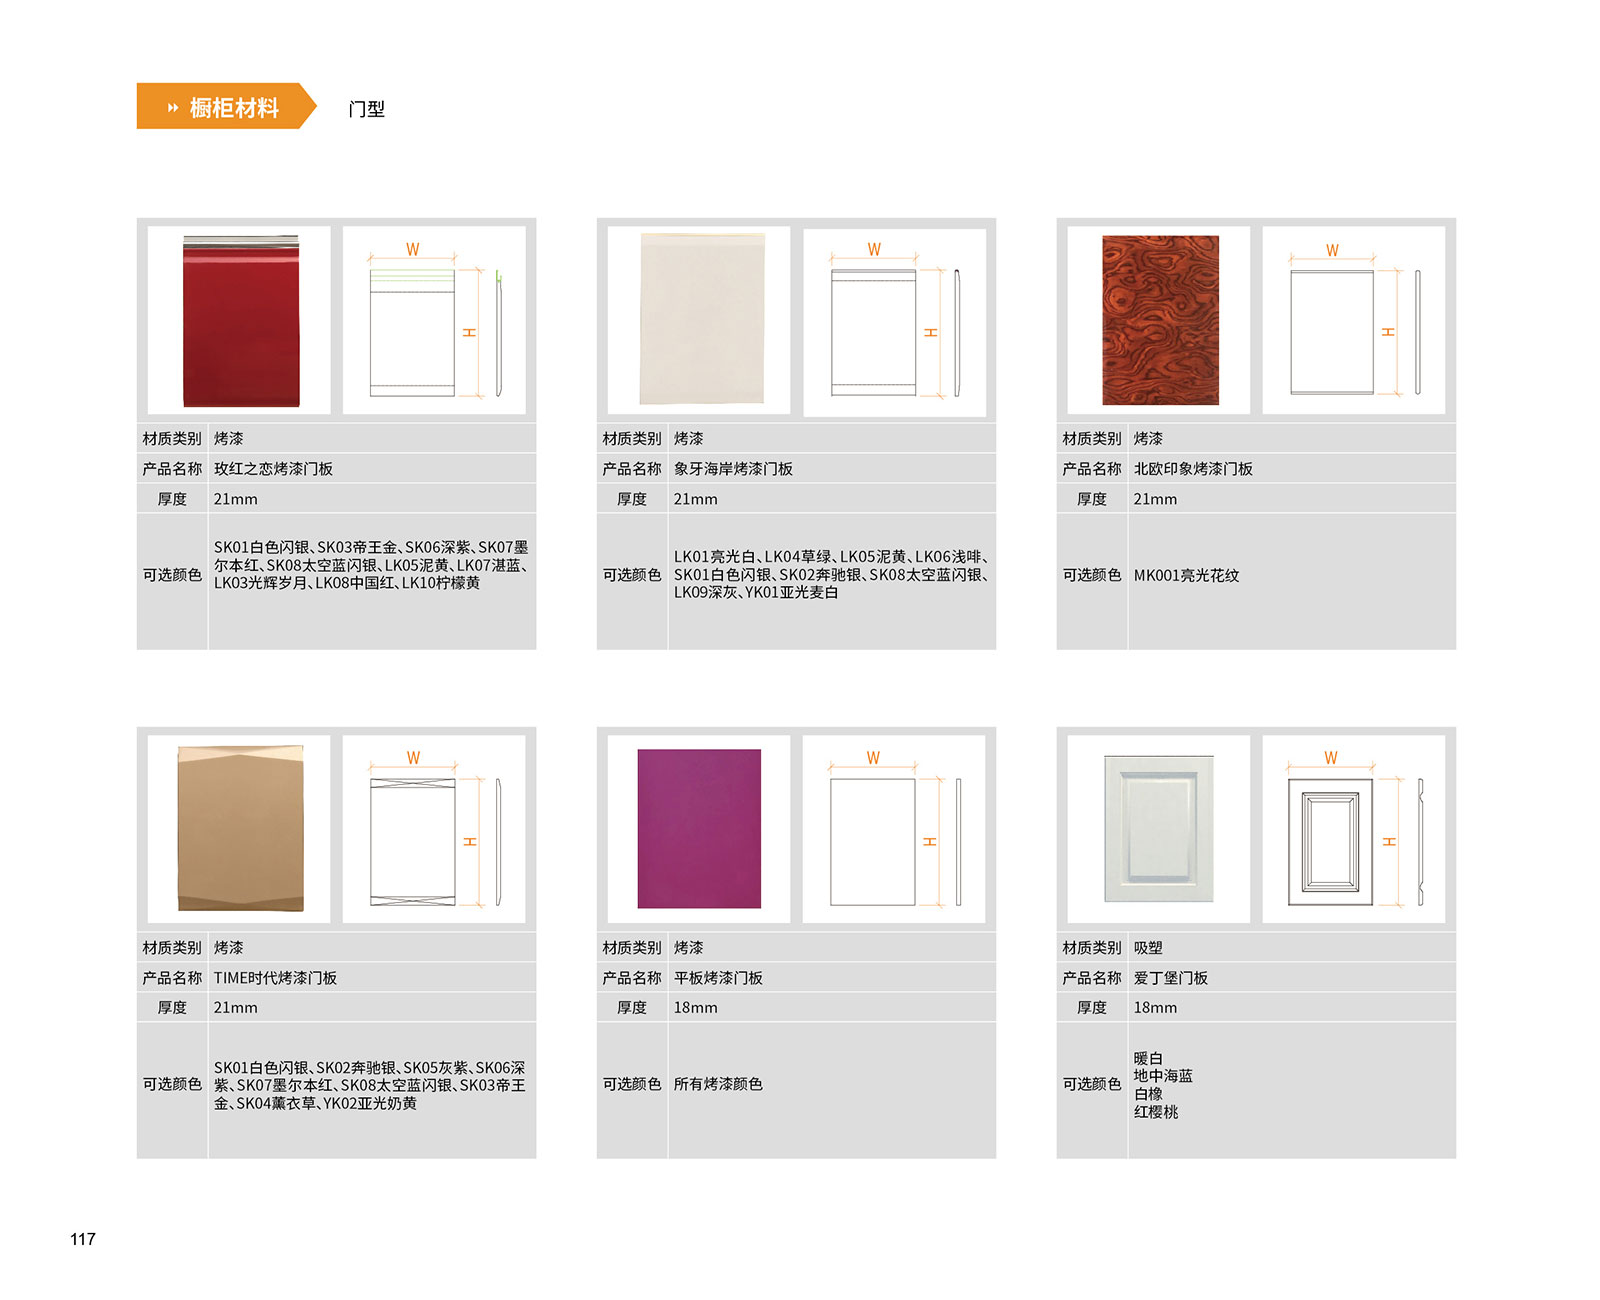 橱柜材料 门型
W
H
材质类别 烤漆
产品名称 玫红之恋烤漆门板
厚度 21mm
可选颜色
SK01白色闪银、SK03帝王金、SK06深紫、SK07墨
尔本红、SK08太空蓝闪银、LK05泥黄、LK07湛蓝、
LK03光辉岁月、LK08中国红、LK10柠檬黄
W
H
材质类别 烤漆
产品名称 象牙海岸烤漆门板
厚度 21mm
可选颜色
LK01亮光白、LK04草绿、LK05泥黄、LK06浅啡、
SK01白色闪银、SK02奔驰银、SK08太空蓝闪银、
LK09深灰、YK01亚光麦白
W
H
材质类别 烤漆
产品名称 北欧印象烤漆门板
厚度 21mm
可选颜色 MK001亮光花纹
W
H
材质类别 烤漆
产品名称 TIME时代烤漆门板
厚度 21mm
可选颜色
SK01白色闪银、SK02奔驰银、SK05灰紫、SK06深
紫、SK07墨尔本红、SK08太空蓝闪银、SK03帝王
金、SK04薰衣草、YK02亚光奶黄
W
H
材质类别 烤漆
产品名称 平板烤漆门板
厚度 18mm
可选颜色 所有烤漆颜色
W
H
材质类别 吸塑
产品名称 爱丁堡门板
厚度 18mm
可选颜色
暖白
地中海蓝
白橡
红樱桃
117